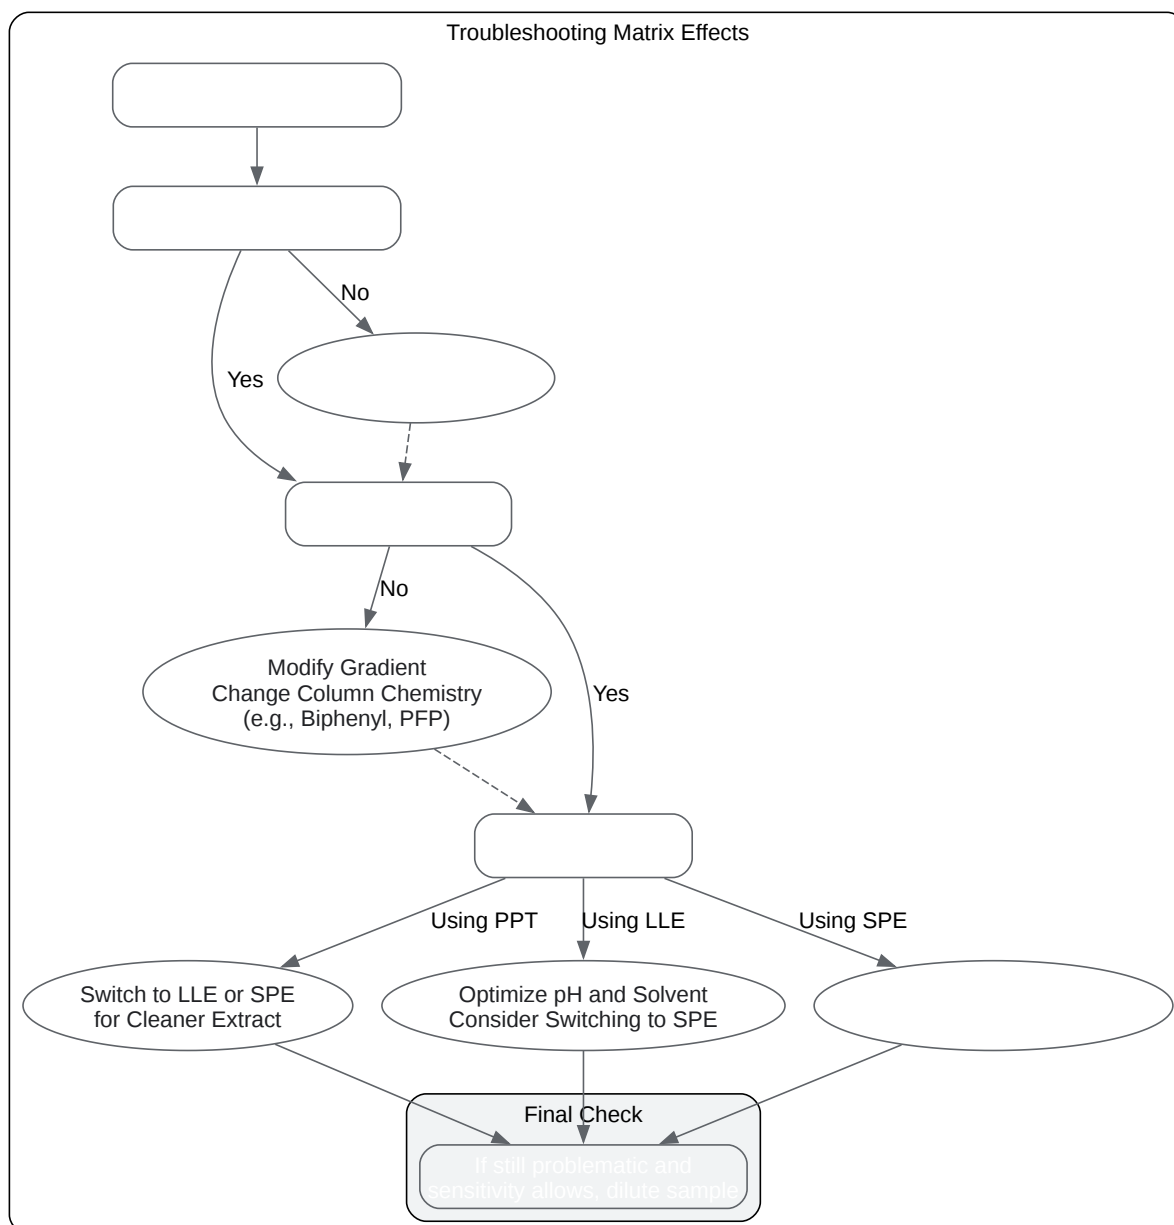 Troubleshooting Matrix Effects
No
Yes
No
Modify Gradient
Change Column Chemistry
(e.g., Biphenyl, PFP)
Yes
Using PPT
Using LLE
Using SPE
Switch to LLE or SPE
for Cleaner Extract
Optimize pH and Solvent
Consider Switching to SPE
Final Check
If still problematic and
sensitivity allows, dilute sample